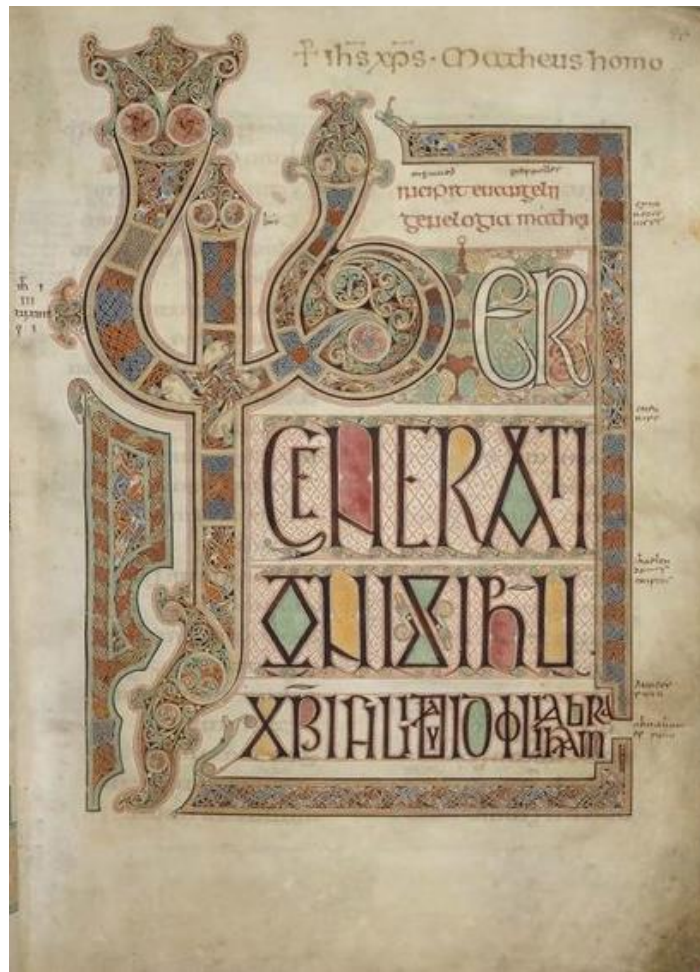 + ihs xps · Matheus homo
incipit euangelii
genelogia mathei
LIBER
GENERATI
ONIS IHU
XPI FILII DAVID FILII ABRAHAM